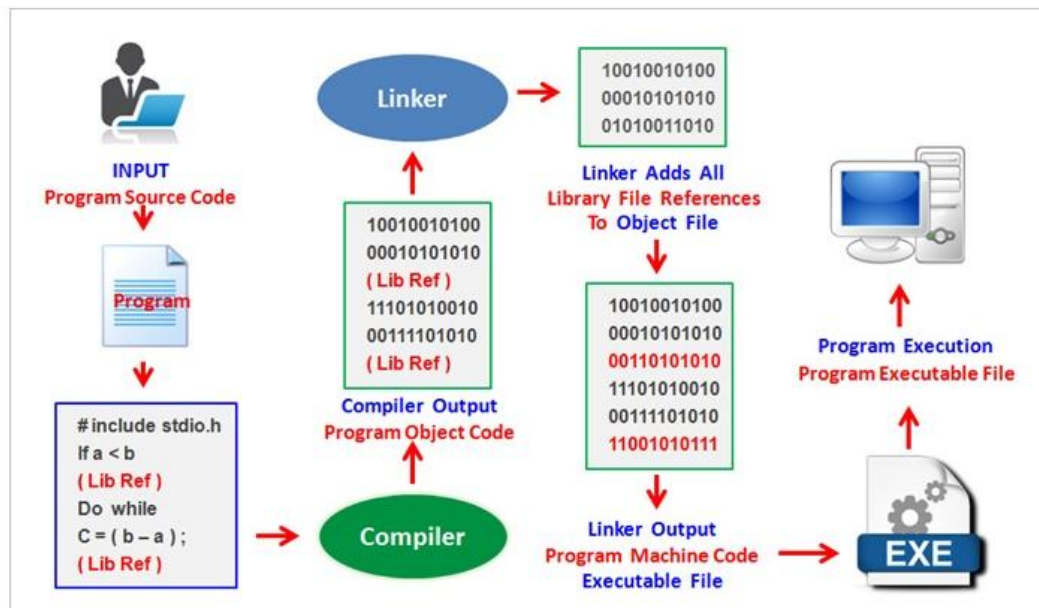 INPUT
Program Source Code
Program
# include stdio.h
If a < b
( Lib Ref )
Do while
C = ( b – a ) ;
( Lib Ref )
Compiler
10010010100
00010101010
( Lib Ref )
11101010010
00111101010
( Lib Ref )
Compiler Output
Program Object Code
Linker
10010010100
00010101010
01010011010
Linker Adds All
Library File References
To Object File
10010010100
00010101010
00110101010
11101010010
00111101010
11001010111
Linker Output
Program Machine Code
Executable File
EXE
Program Execution
Program Executable File